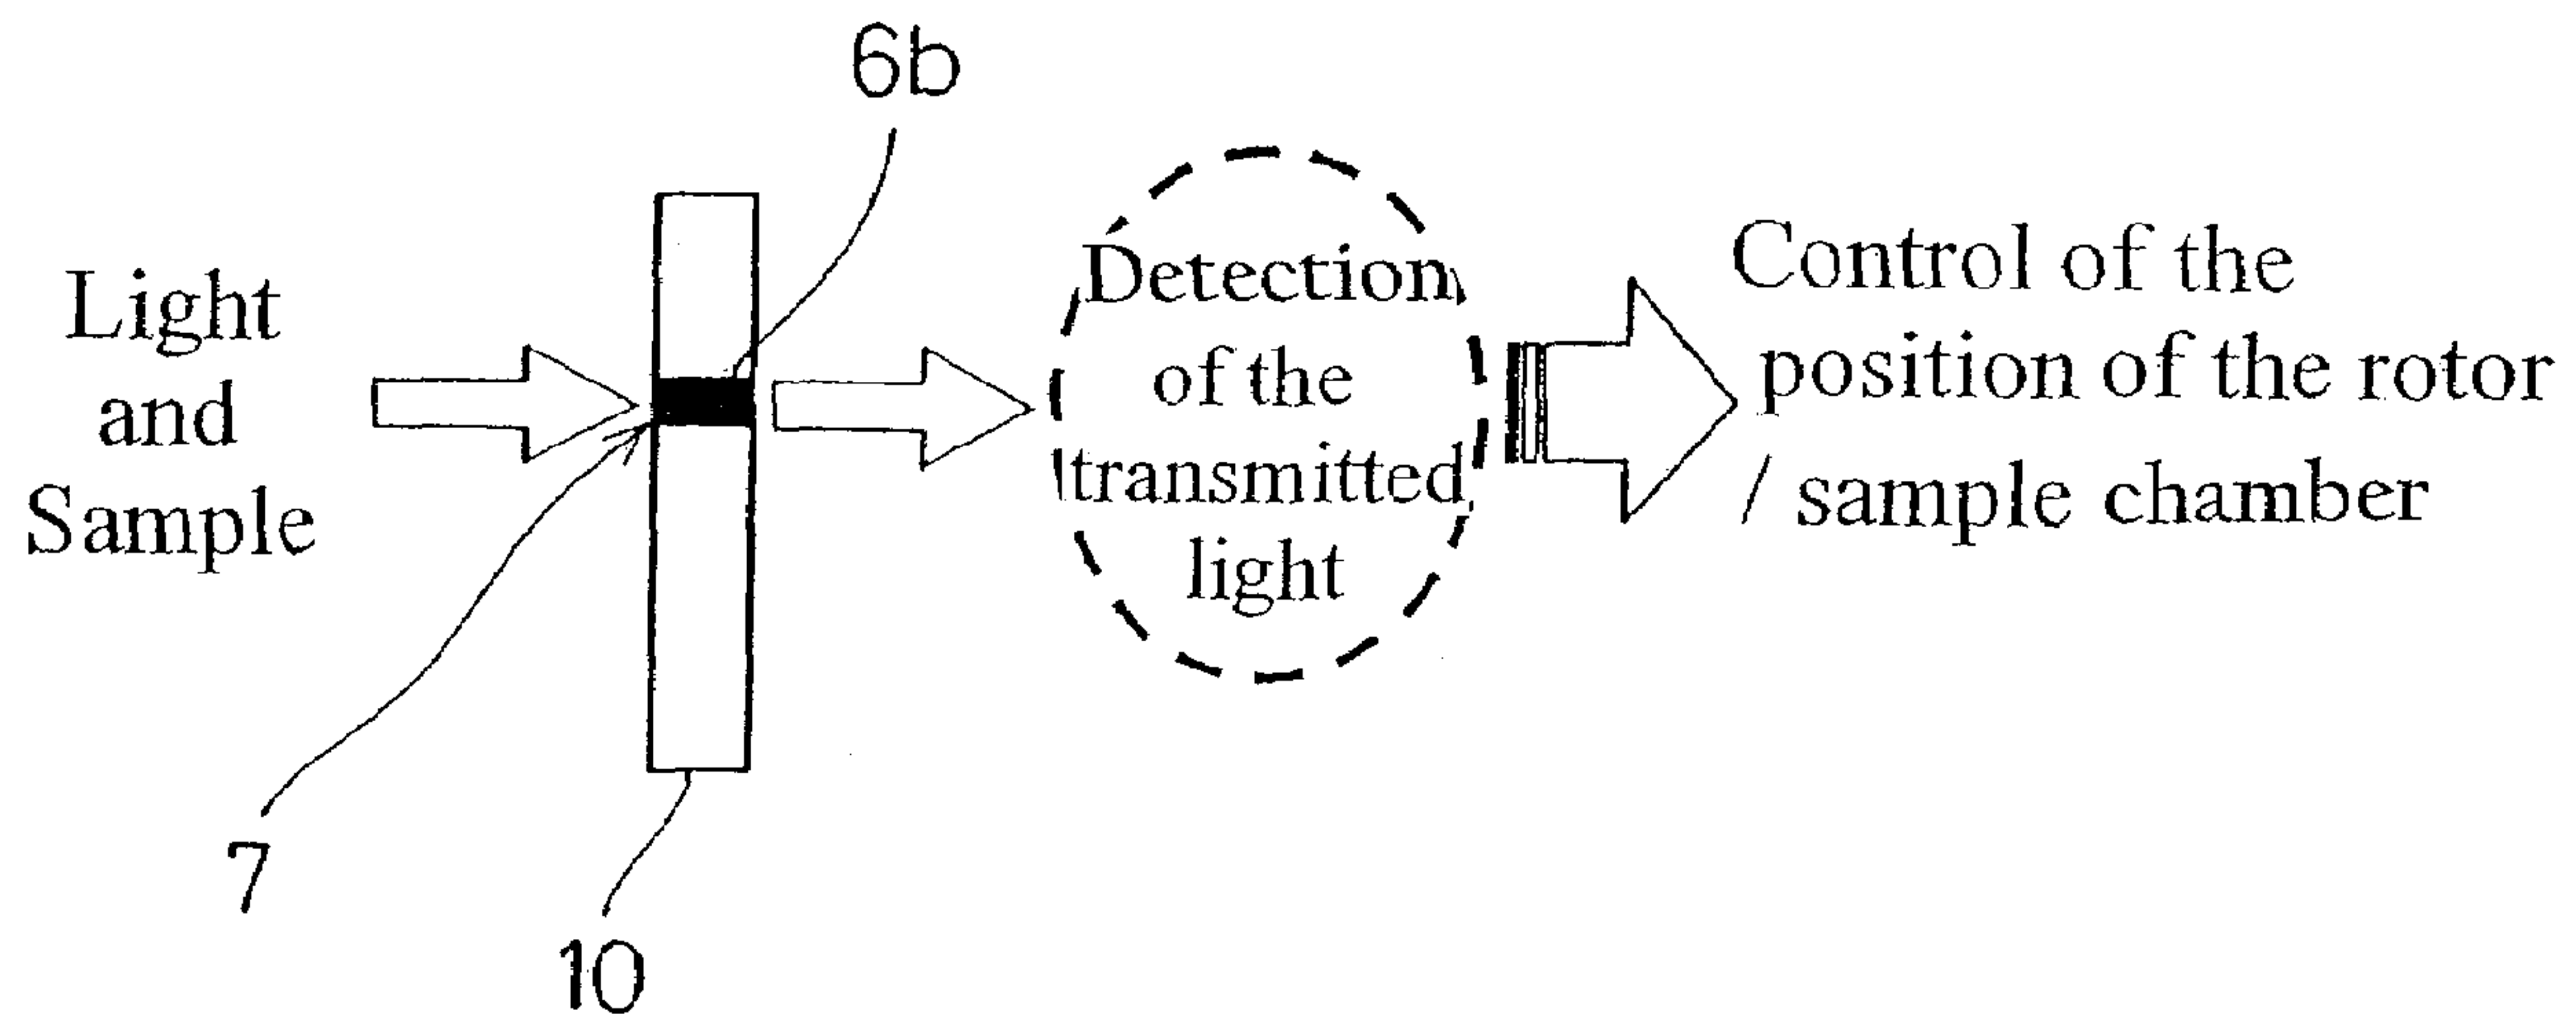 6b
Light
and
Sample
Detection
of the
transmitted
light
Control of the
position of the rotor
/ sample chamber
7
10